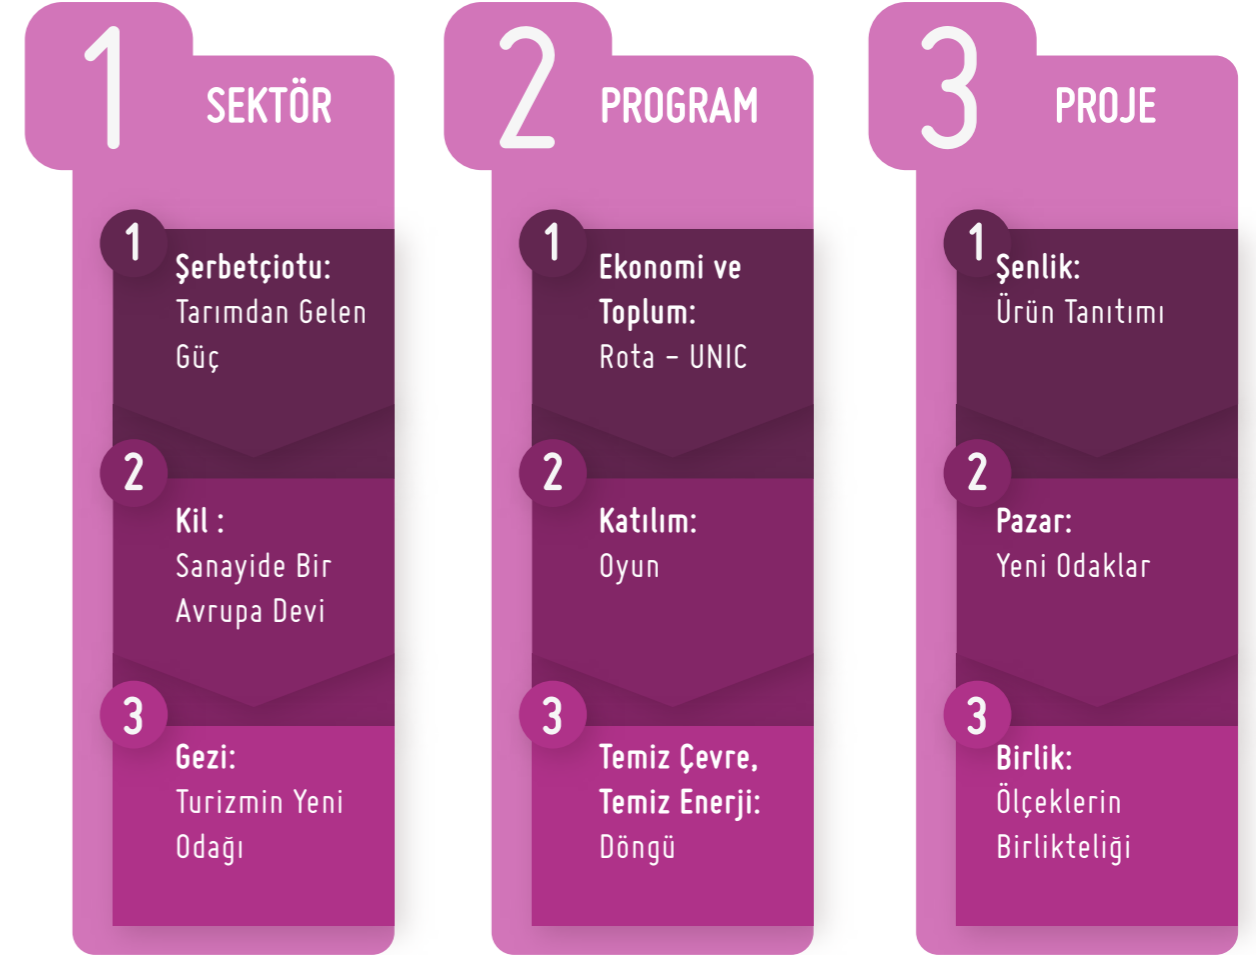 1
SEKTÖR
1
Şerbetçiotu:
Tarımdan Gelen
Güç
2
Kil :
Sanayide Bir
Avrupa Devi
3
Gezi:
Turizmin Yeni
Odağı
2
PROGRAM
1
Ekonomi ve
Toplum:
Rota – UNIC
2
Katılım:
Oyun
3
Temiz Çevre,
Temiz Enerji:
Döngü
3
PROJE
1
Şenlik:
Ürün Tanıtımı
2
Pazar:
Yeni Odaklar
3
Birlik:
Ölçeklerin
Birlikteliği